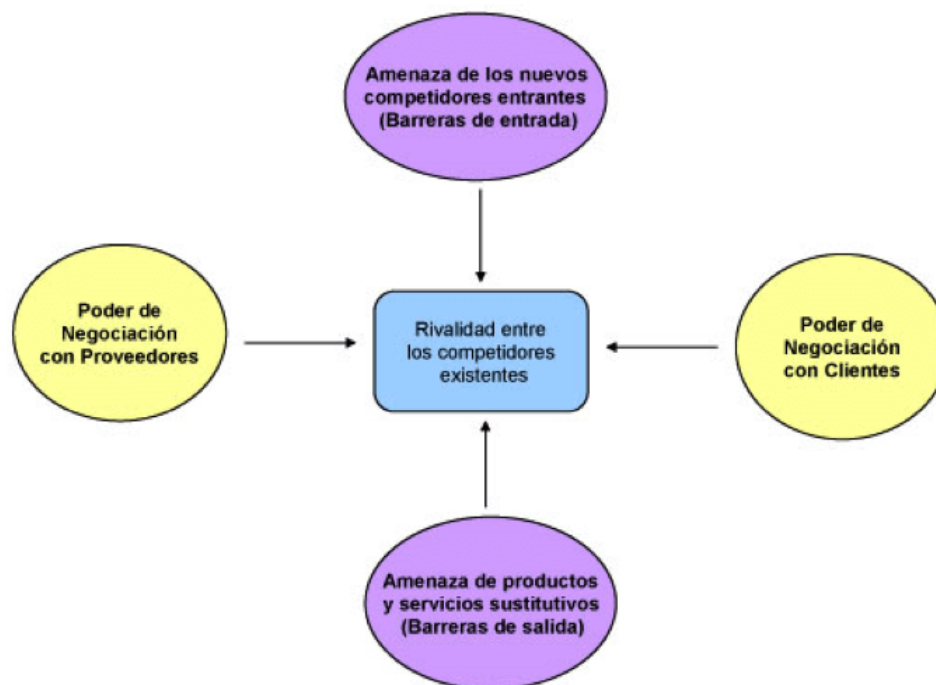 Amenaza de los nuevos
competidores entrantes
(Barreras de entrada)
Poder de
Negociación
con Proveedores
Rivalidad entre
los competidores
existentes
Poder de
Negociación
con Clientes
Amenaza de productos
y servicios sustitutivos
(Barreras de salida)